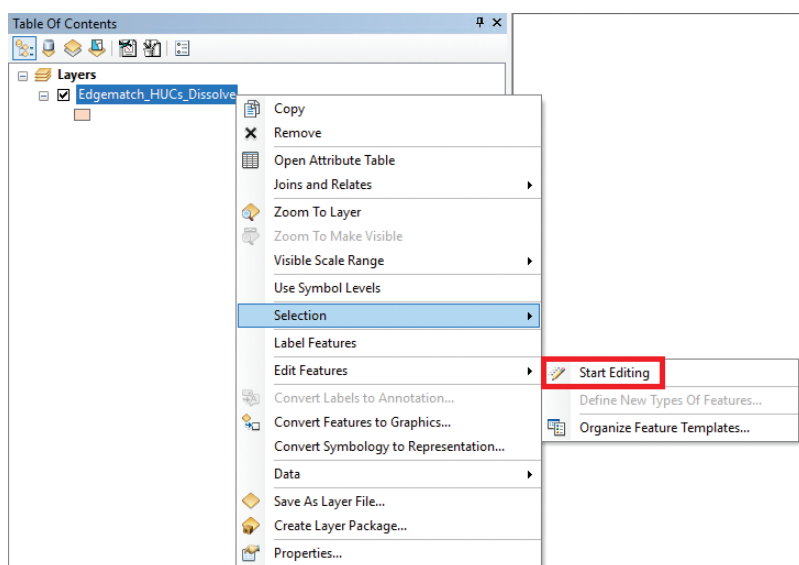 Table Of Contents
Layers
Edgematch_HUCs_Dissolve
Copy
Remove
Open Attribute Table
Joins and Relates
Zoom To Layer
Zoom To Make Visible
Visible Scale Range
Use Symbol Levels
Selection
Label Features
Edit Features
Start Editing
Define New Types Of Features...
Organize Feature Templates...
Convert Labels to Annotation...
Convert Features to Graphics...
Convert Symbology to Representation...
Data
Save As Layer File...
Create Layer Package...
Properties...